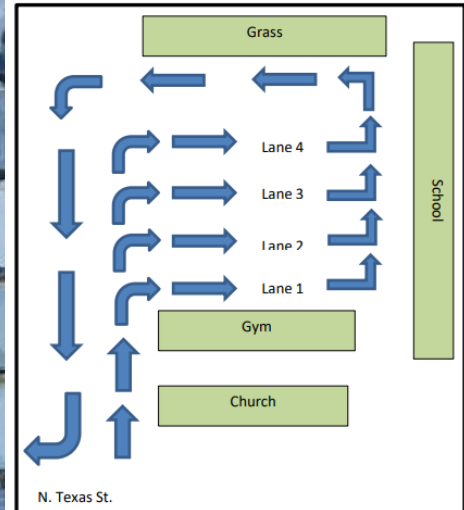 Grass
Lane 4
School
Lane 3
Lane 2
Lane 1
Gym
Church
N. Texas St.